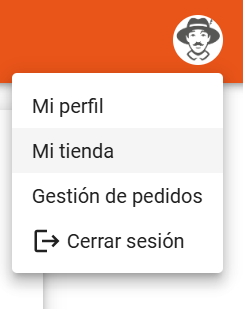 Mi perfil
Mi tienda
Gestión de pedidos
Cerrar sesión